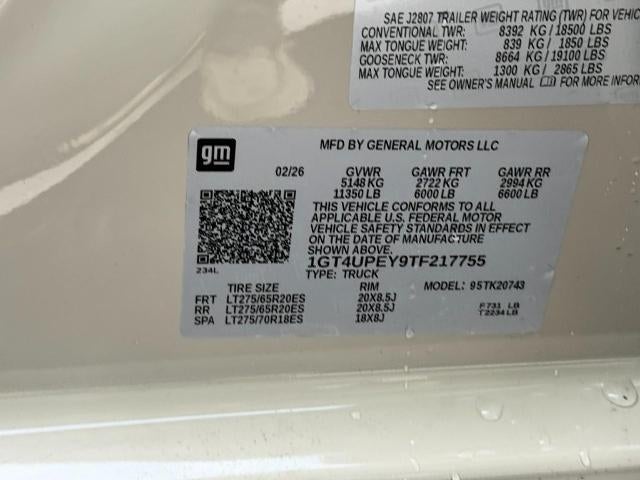 SAE J2807 TRAILER WEIGHT RATING (TWR) FOR VEHIC
CONVENTIONAL TWR: 8392 KG / 18500 LBS
MAX TONGUE WEIGHT: 839 KG / 1850 LBS
GOOSENECK TWR: 8664 KG / 19100 LBS
MAX TONGUE WEIGHT: 1300 KG / 2865 LBS
SEE OWNER'S MANUAL FOR MORE INFORM
gm
MFD BY GENERAL MOTORS LLC
02/26 GVWR GAWR FRT GAWR RR
5148 KG 2722 KG 2994 KG
11350 LB 6000 LB 6600 LB
THIS VEHICLE CONFORMS TO ALL
APPLICABLE U.S. FEDERAL MOTOR
VEHICLE SAFETY STANDARDS IN EFFECT
ON THE DATE OF MANUFACTURE
SHOWN ABOVE.
234L
1GT4UPEY9TF217755
TYPE: TRUCK
TIRE SIZE RIM MODEL: 95TK20743
FRT LT275/65R20ES 20X8.5J
RR LT275/65R20ES 20X8.5J
SPA LT275/70R18ES 18X8J
F 731 LB
T 2234 LB